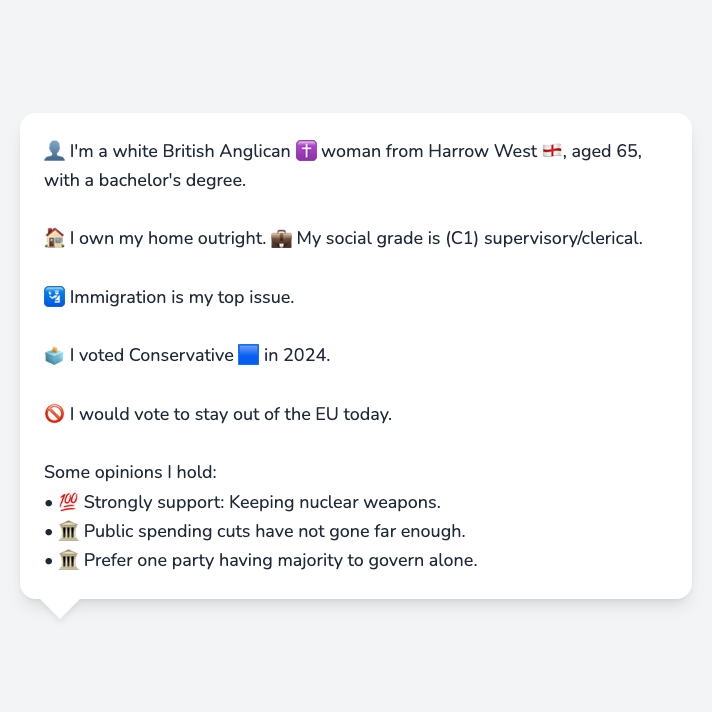 👤 I'm a white British Anglican ✝️ woman from Harrow West 🏴󠁧󠁢󠁥󠁮󠁧󠁿, aged 65,
with a bachelor's degree.
🏠 I own my home outright. 💼 My social grade is (C1) supervisory/clerical.
🛂 Immigration is my top issue.
🗳️ I voted Conservative 🟦 in 2024.
🚫 I would vote to stay out of the EU today.
Some opinions I hold:
• 💯 Strongly support: Keeping nuclear weapons.
• 🏛️ Public spending cuts have not gone far enough.
• 🏛️ Prefer one party having majority to govern alone.